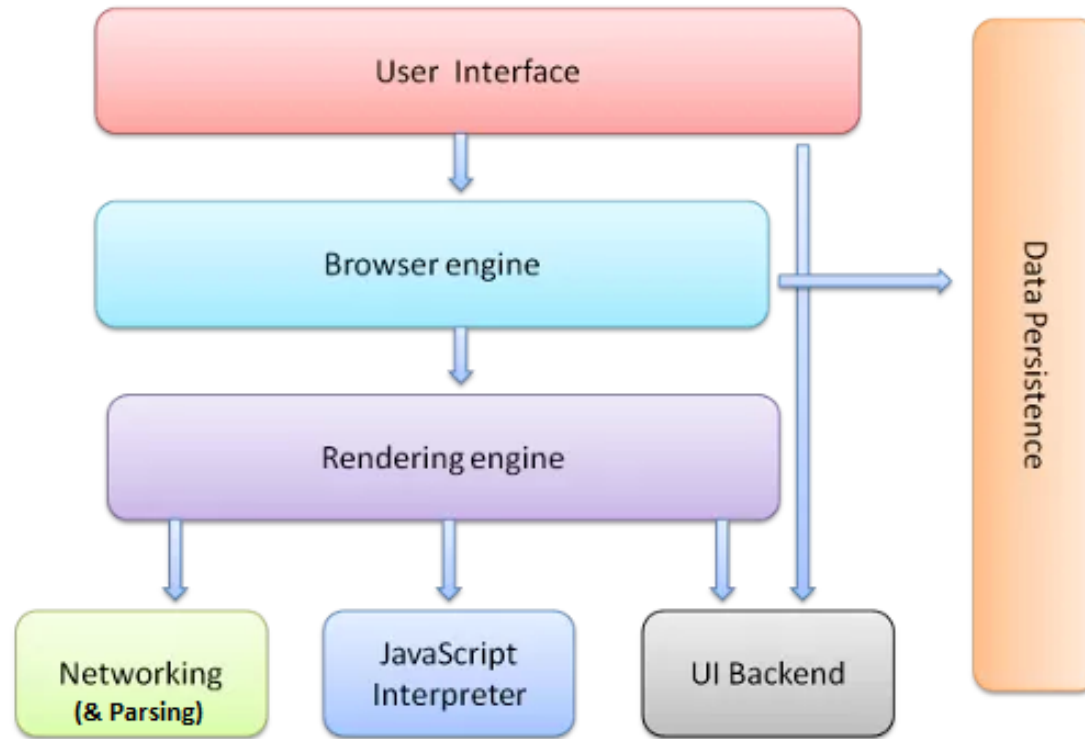 User Interface
Browser engine
Data Persistence
Rendering engine
Networking
(& Parsing)
JavaScript
Interpreter
UI Backend